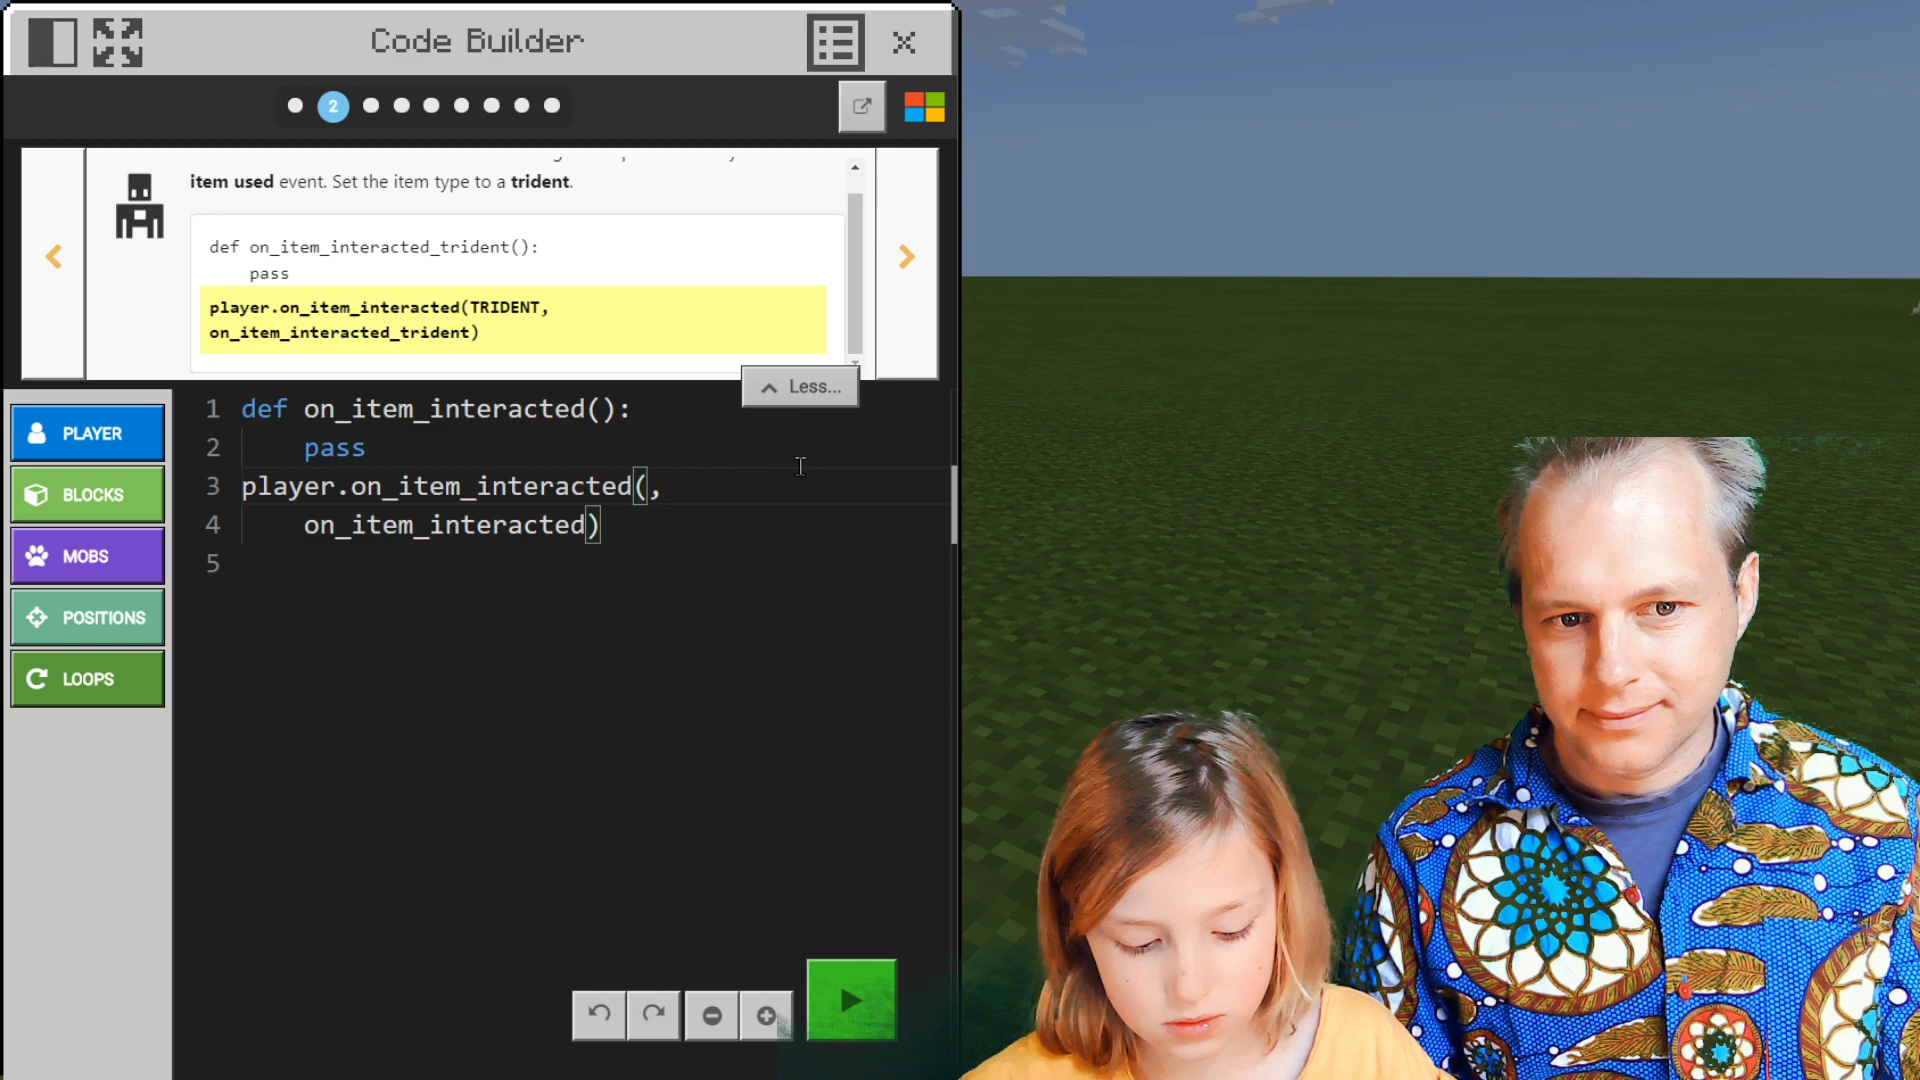 Code Builder
2
item used event. Set the item type to a trident.
def on_item_interacted_trident():
pass
player.on_item_interacted(TRIDENT,
on_item_interacted_trident)
Less...
PLAYER
BLOCKS
MOBS
POSITIONS
LOOPS
1 def on_item_interacted():
2 pass
3 player.on_item_interacted(,
4 on_item_interacted)
5